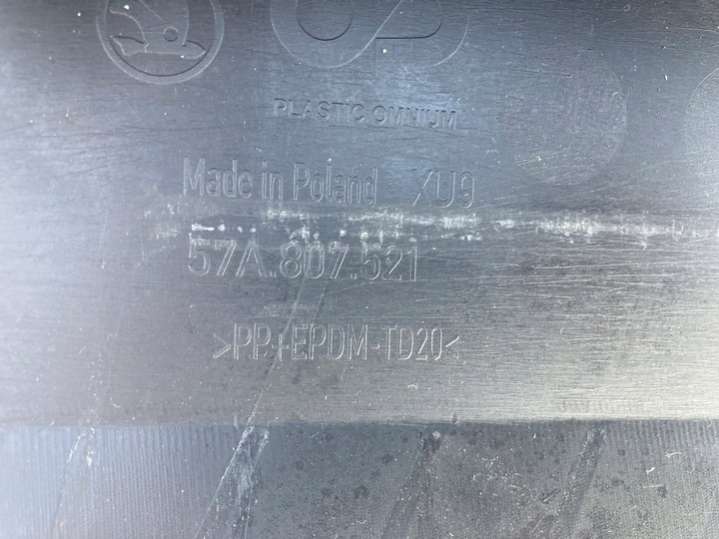 PLASTIC OMNIUM
Made in Poland XU9
57A.807.521
>PP+EPDM-TD20<